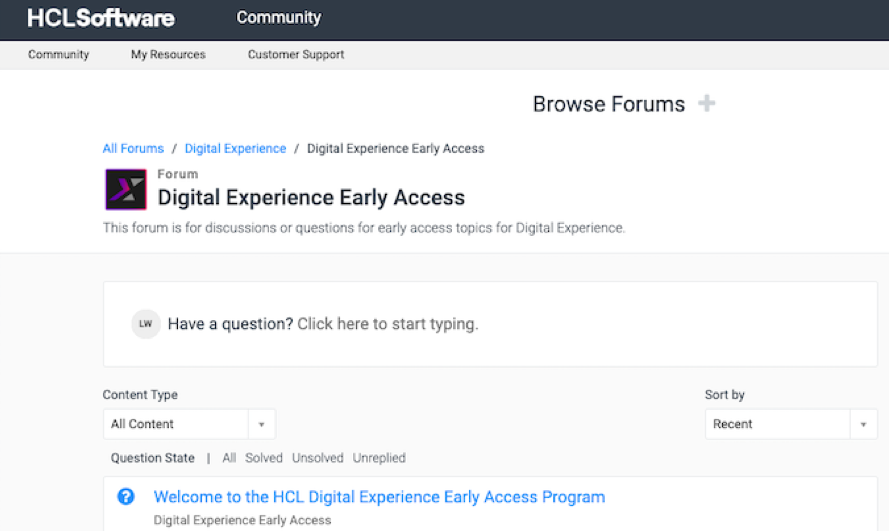 HCLSoftware Community
Community My Resources Customer Support
Browse Forums +
All Forums / Digital Experience / Digital Experience Early Access
Forum
Digital Experience Early Access
This forum is for discussions or questions for early access topics for Digital Experience.
LW Have a question? Click here to start typing.
Content Type Sort by
All Content Recent
Question State | All Solved Unsolved Unreplied
? Welcome to the HCL Digital Experience Early Access Program
Digital Experience Early Access